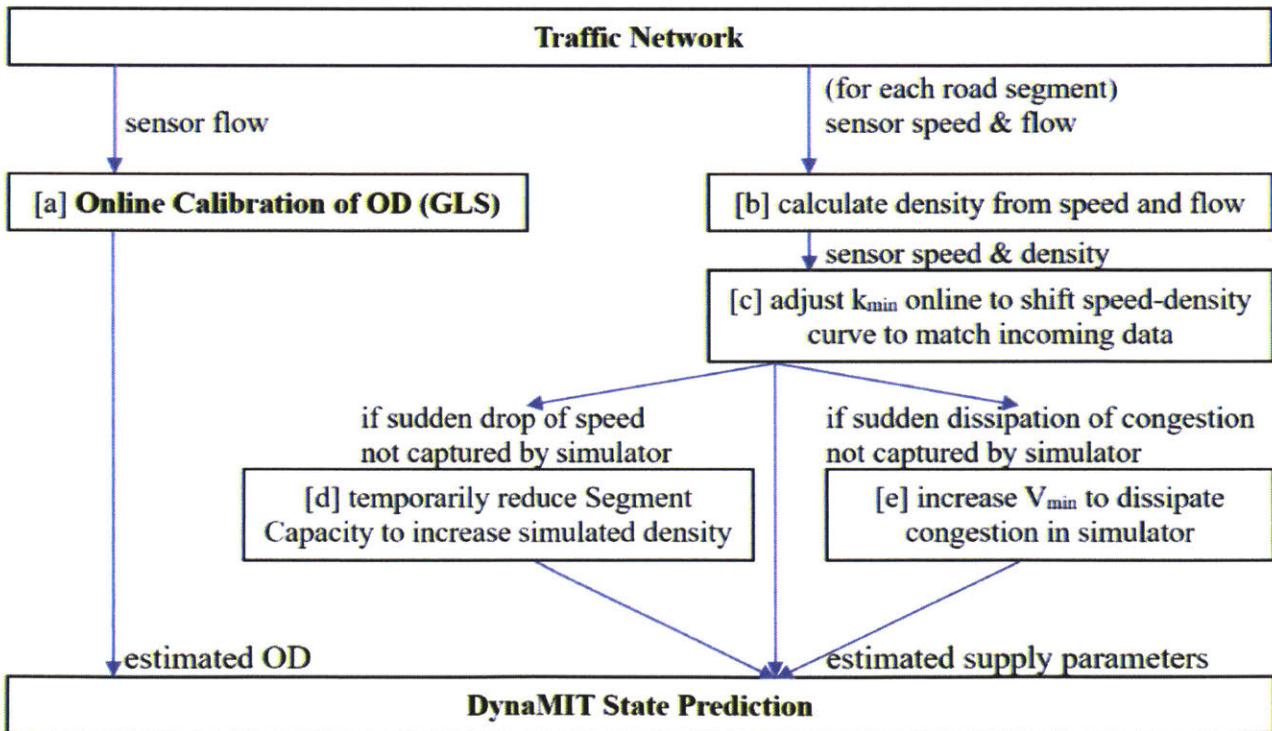 Traffic Network
sensor flow
(for each road segment)
sensor speed & flow
[a] Online Calibration of OD (GLS)
[b] calculate density from speed and flow
sensor speed & density
[c] adjust kmin online to shift speed-density
curve to match incoming data
if sudden drop of speed
not captured by simulator
[d] temporarily reduce Segment
Capacity to increase simulated density
if sudden dissipation of congestion
not captured by simulator
[e] increase Vmin to dissipate
congestion in simulator
estimated OD
estimated supply parameters
DynaMIT State Prediction